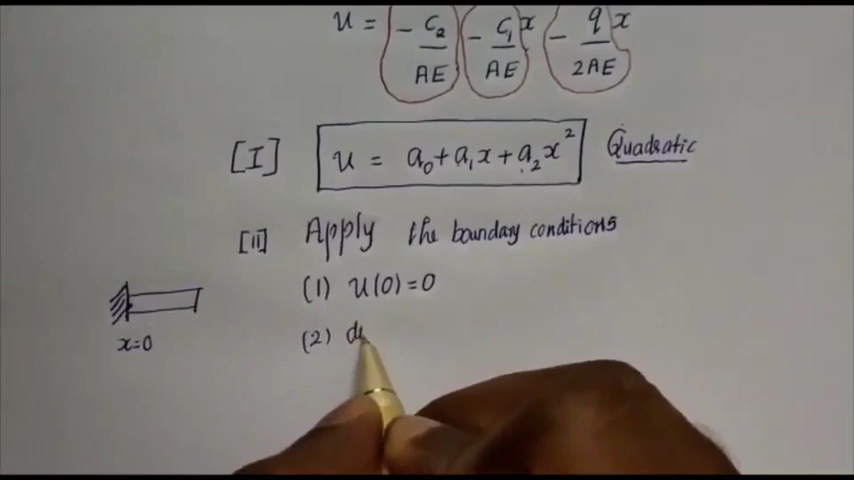 u = - C₂/AE - C₁/AE x - q/2AE x
[I] u = a₀+a₁x+a₂x² Quadratic
[II] Apply the boundary conditions
(1) u(0)=0
x=0
(2) du